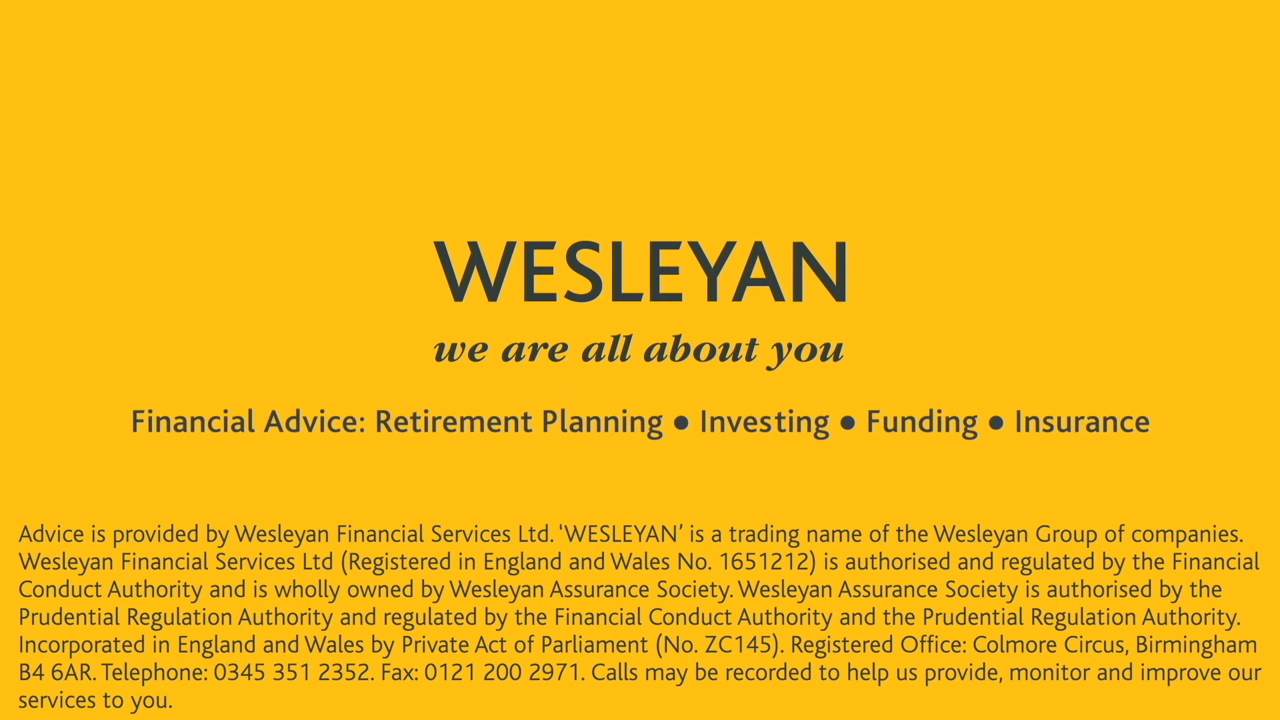 WESLEYAN
we are all about you
Financial Advice: Retirement Planning ● Investing ● Funding ● Insurance
Advice is provided by Wesleyan Financial Services Ltd. ‘WESLEYAN’ is a trading name of the Wesleyan Group of companies.
Wesleyan Financial Services Ltd (Registered in England and Wales No. 1651212) is authorised and regulated by the Financial
Conduct Authority and is wholly owned by Wesleyan Assurance Society. Wesleyan Assurance Society is authorised by the
Prudential Regulation Authority and regulated by the Financial Conduct Authority and the Prudential Regulation Authority.
Incorporated in England and Wales by Private Act of Parliament (No. ZC145). Registered Office: Colmore Circus, Birmingham
B4 6AR. Telephone: 0345 351 2352. Fax: 0121 200 2971. Calls may be recorded to help us provide, monitor and improve our
services to you.